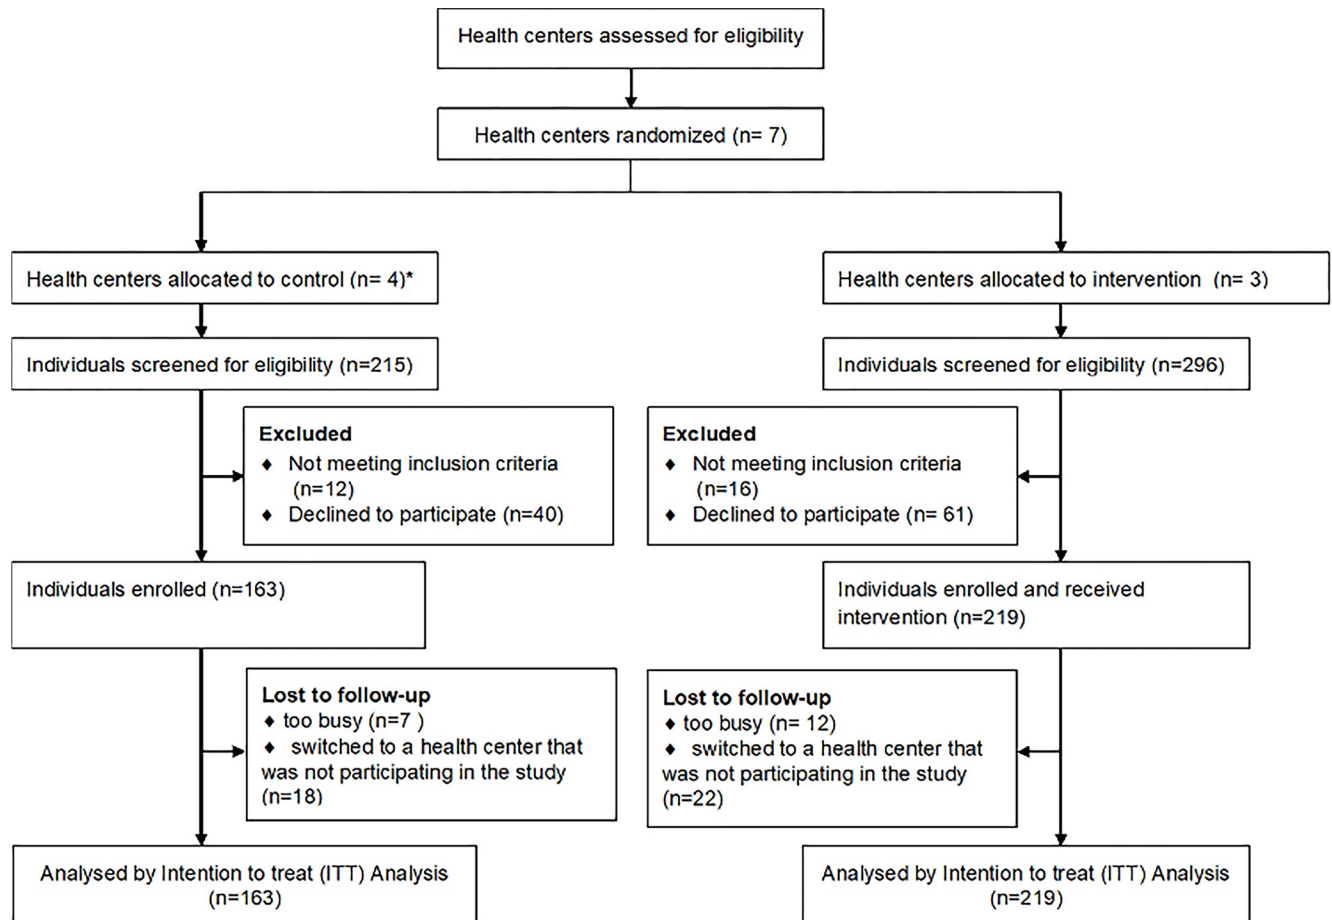 Health centers assessed for eligibility
Health centers randomized (n= 7)
Health centers allocated to control (n= 4)*
Health centers allocated to intervention (n= 3)
Individuals screened for eligibility (n=215)
Individuals screened for eligibility (n=296)
Excluded
♦ Not meeting inclusion criteria
(n=12)
♦ Declined to participate (n=40)
Excluded
♦ Not meeting inclusion criteria
(n=16)
♦ Declined to participate (n= 61)
Individuals enrolled (n=163)
Individuals enrolled and received
intervention (n=219)
Lost to follow-up
♦ too busy (n=7 )
♦ switched to a health center that
was not participating in the study
(n=18)
Lost to follow-up
♦ too busy (n= 12)
♦ switched to a health center that
was not participating in the study
(n=22)
Analysed by Intention to treat (ITT) Analysis
(n=163)
Analysed by Intention to treat (ITT) Analysis
(n=219)